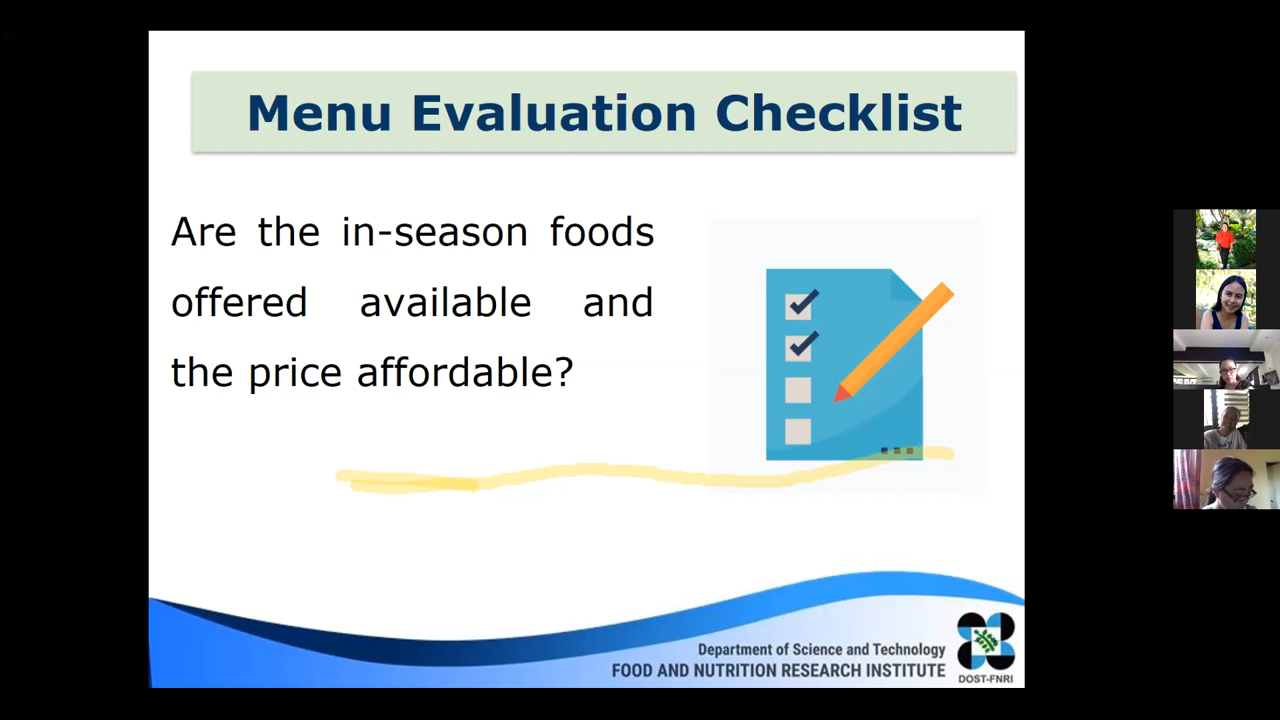 Menu Evaluation Checklist
Are the in-season foods
offered available and
the price affordable?
Department of Science and Technology
FOOD AND NUTRITION RESEARCH INSTITUTE
DOST-FNRI